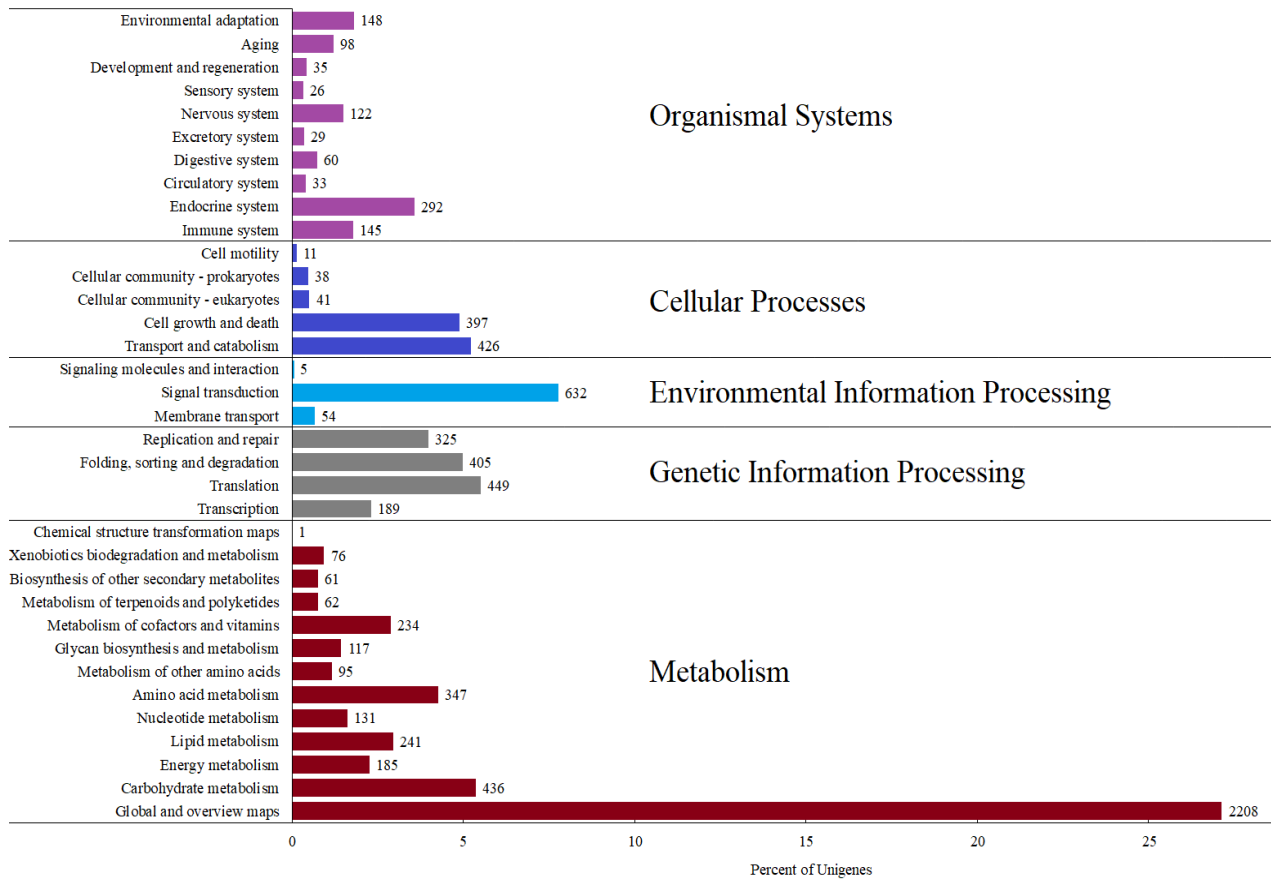 Environmental adaptation 148
Aging 98
Development and regeneration 35
Sensory system 26
Nervous system 122
Organismal Systems
Excretory system 29
Digestive system 60
Circulatory system 33
Endocrine system 292
Immune system 145
Cell motility 11
Cellular community - prokaryotes 38
Cellular community - eukaryotes 41
Cellular Processes
Cell growth and death 397
Transport and catabolism 426
Signaling molecules and interaction 5
Signal transduction 632
Environmental Information Processing
Membrane transport 54
Replication and repair 325
Folding, sorting and degradation 405
Genetic Information Processing
Translation 449
Transcription 189
Chemical structure transformation maps 1
Xenobiotics biodegradation and metabolism 76
Biosynthesis of other secondary metabolites 61
Metabolism of terpenoids and polyketides 62
Metabolism of cofactors and vitamins 234
Glycan biosynthesis and metabolism 117
Metabolism of other amino acids 95
Metabolism
Amino acid metabolism 347
Nucleotide metabolism 131
Lipid metabolism 241
Energy metabolism 185
Carbohydrate metabolism 436
Global and overview maps 2208
0 5 10 15 20 25
Percent of Unigenes